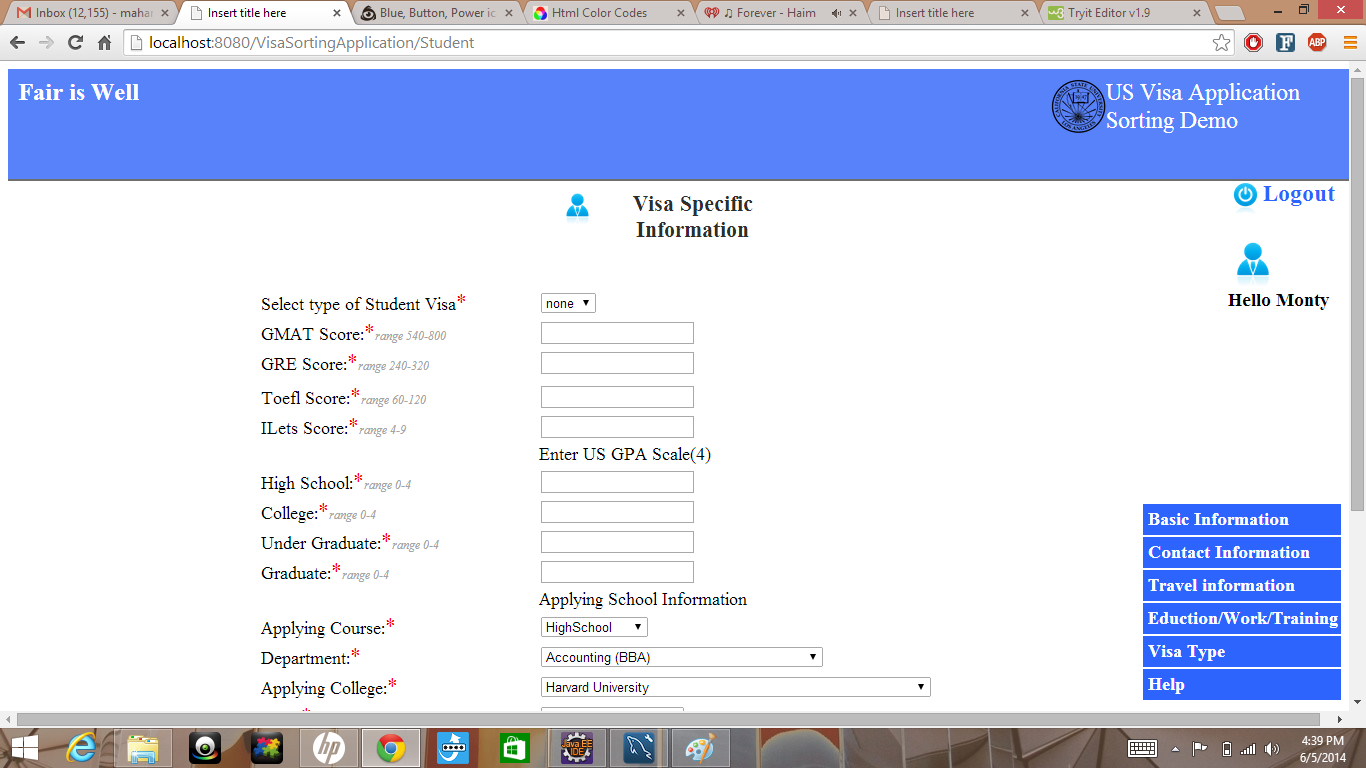 Inbox (12,155) - mahar
Insert title here
Blue, Button, Power ic
Html Color Codes
♫ Forever - Haim
Insert title here
Tryit Editor v1.9
localhost:8080/VisaSortingApplication/Student
ABP
Fair is Well
US Visa Application
Sorting Demo
Logout
Visa Specific
Information
Hello Monty
Select type of Student Visa* none
GMAT Score:*range 540-800
GRE Score:*range 240-320
Toefl Score:*range 60-120
ILets Score:*range 4-9
Enter US GPA Scale(4)
High School:*range 0-4
College:*range 0-4
Under Graduate:*range 0-4
Graduate:*range 0-4
Applying School Information
Applying Course:* HighSchool
Department:* Accounting (BBA)
Applying College:* Harvard University
Basic Information
Contact Information
Travel information
Eduction/Work/Training
Visa Type
Help
hp
Java EE
IDE
4:39 PM
6/5/2014